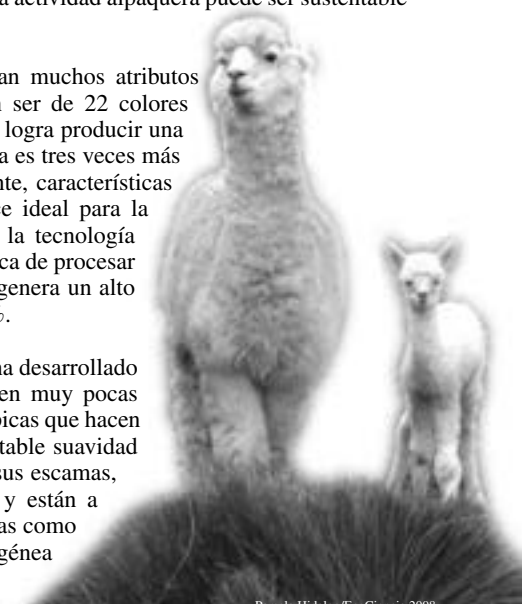 a actividad alpaquera puede ser sustentable
an muchos atributos
ser de 22 colores
logra producir una
a es tres veces más
nte, características
e ideal para la
la tecnología
ca de procesar
genera un alto
o.
na desarrollado
en muy pocas
picas que hacen
table suavidad
sus escamas,
y están a
as como
génea